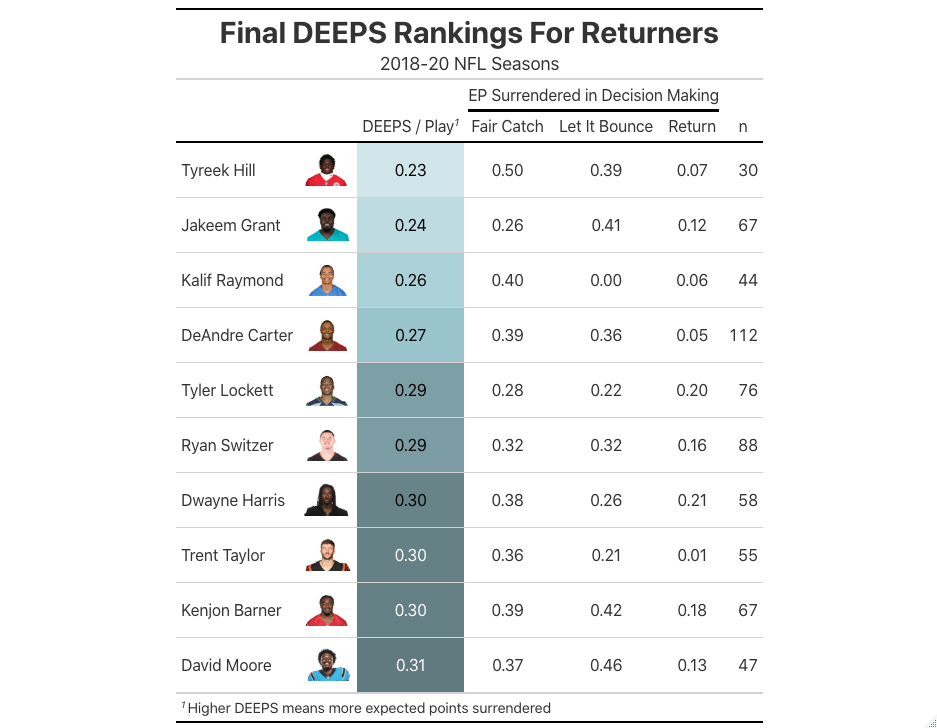 Final DEEPS Rankings For Returners
2018-20 NFL Seasons
EP Surrendered in Decision Making
DEEPS / Play¹ Fair Catch Let It Bounce Return n
Tyreek Hill 0.23 0.50 0.39 0.07 30
Jakeem Grant 0.24 0.26 0.41 0.12 67
Kalif Raymond 0.26 0.40 0.00 0.06 44
DeAndre Carter 0.27 0.39 0.36 0.05 112
Tyler Lockett 0.29 0.28 0.22 0.20 76
Ryan Switzer 0.29 0.32 0.32 0.16 88
Dwayne Harris 0.30 0.38 0.26 0.21 58
Trent Taylor 0.30 0.36 0.21 0.01 55
Kenjon Barner 0.30 0.39 0.42 0.18 67
David Moore 0.31 0.37 0.46 0.13 47
¹ Higher DEEPS means more expected points surrendered